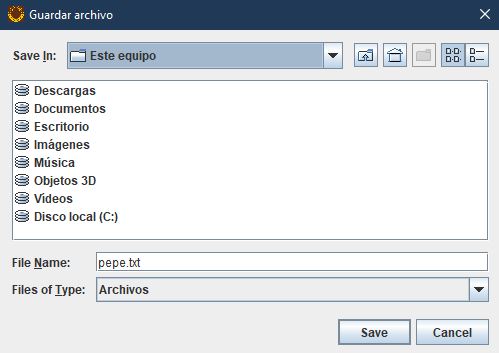 Guardar archivo
Save In: Este equipo
Descargas
Documentos
Escritorio
Imágenes
Música
Objetos 3D
Vídeos
Disco local (C:)
File Name: pepe.txt
Files of Type: Archivos
Save Cancel